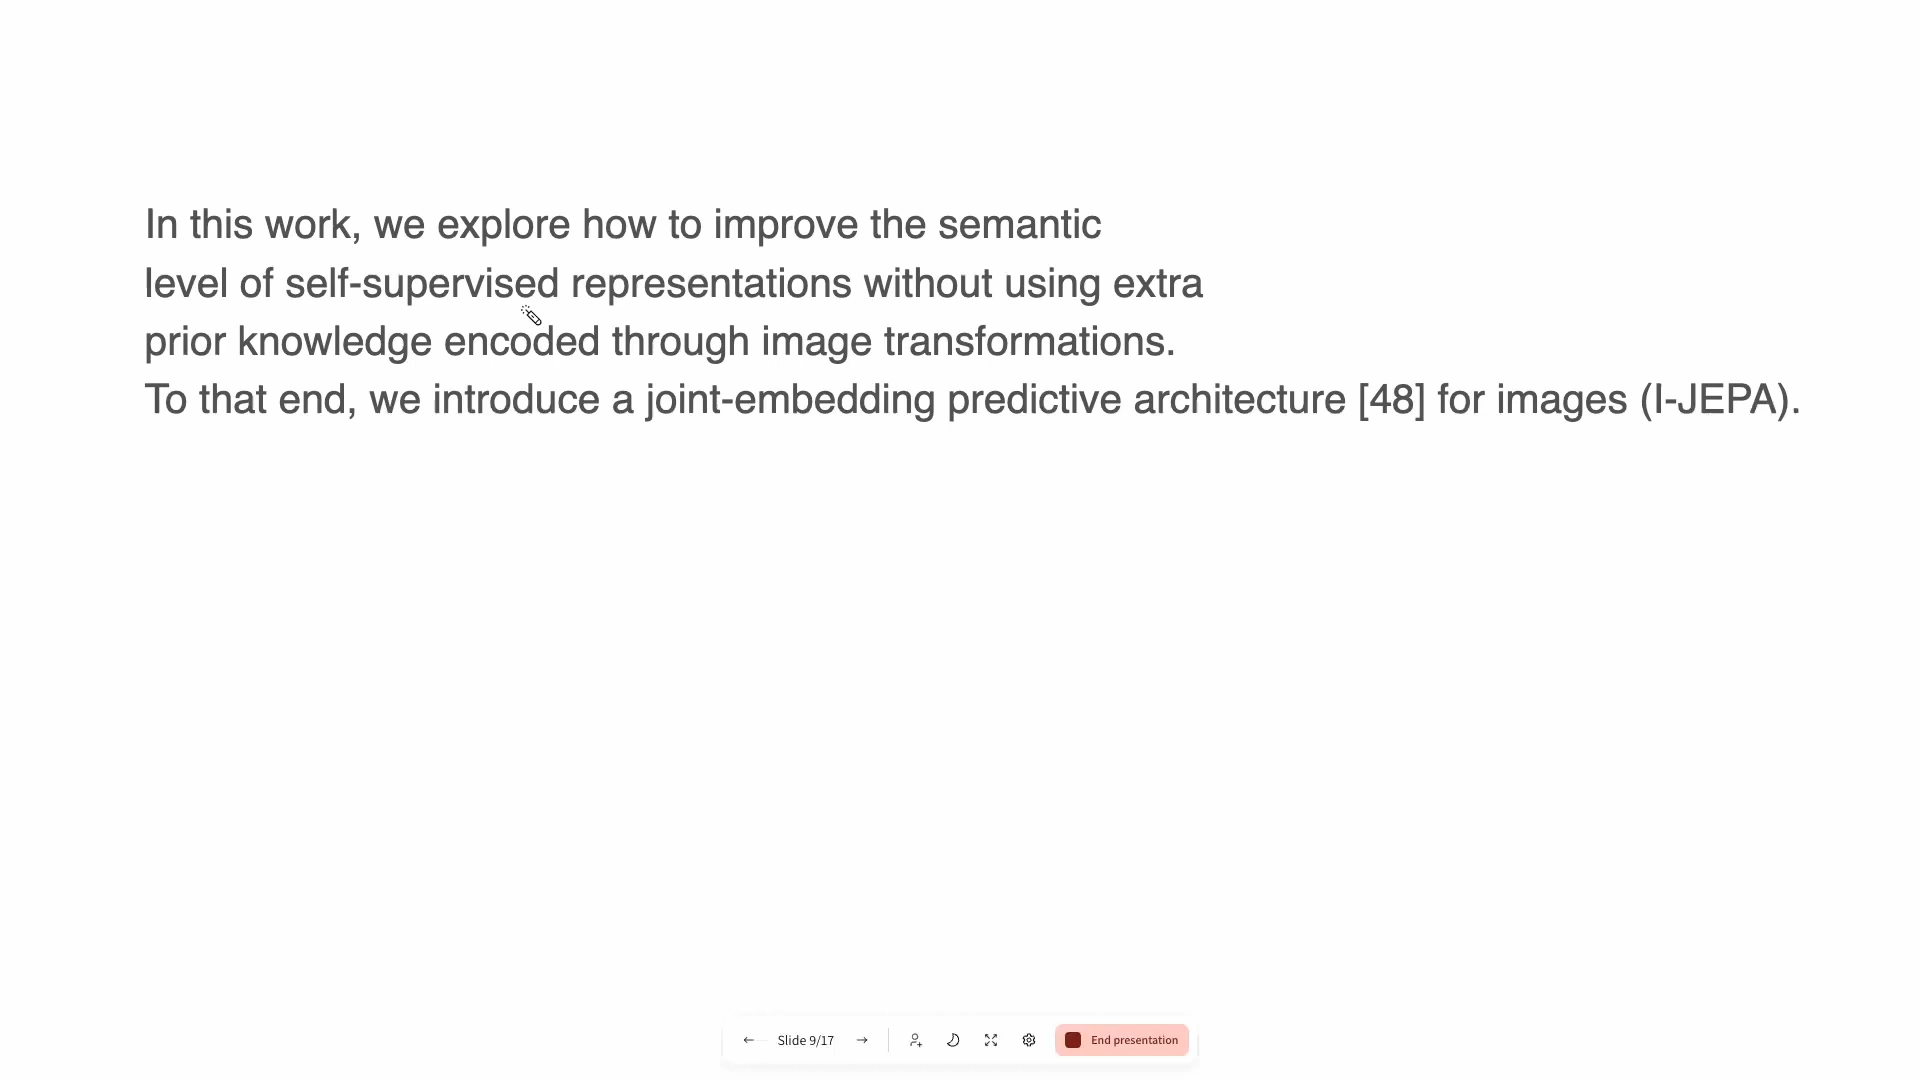 In this work, we explore how to improve the semantic
level of self-supervised representations without using extra
prior knowledge encoded through image transformations.
To that end, we introduce a joint-embedding predictive architecture [48] for images (I-JEPA).
Slide 9/17
End presentation